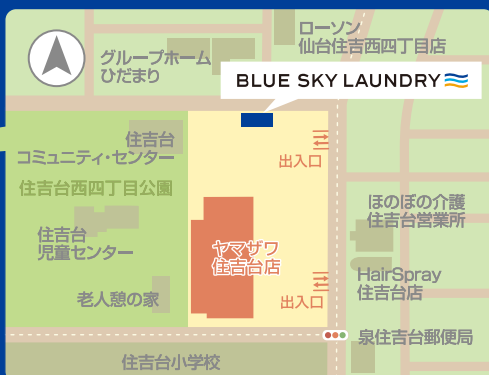 ローソン
仙台住吉西四丁目店
グループホーム
ひだまり
BLUE SKY LAUNDRY
住吉台
コミュニティ・センター
出入口
住吉台西四丁目公園
ほのぼの介護
住吉台営業所
住吉台
児童センター
ヤマザワ
住吉台店
HairSpray
住吉台店
老人憩の家
出入口
泉住吉台郵便局
住吉台小学校